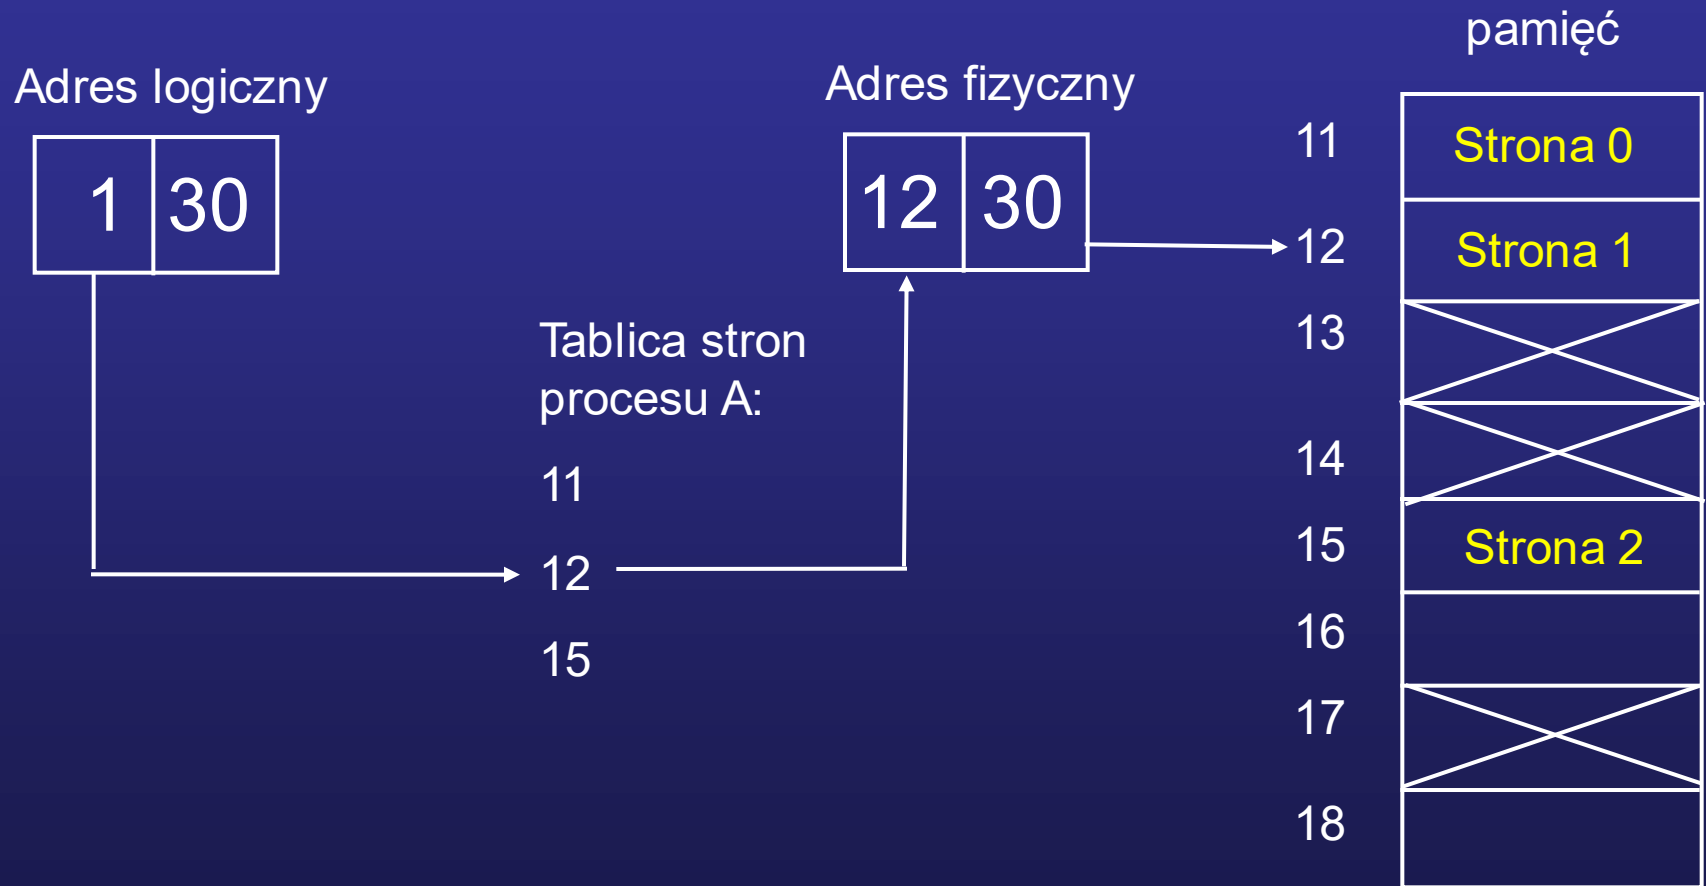 pamięć
Adres logiczny
Adres fizyczny
1 30
12 30
11 Strona 0
12 Strona 1
13
14
15 Strona 2
16
17
18
Tablica stron
procesu A:
11
12
15